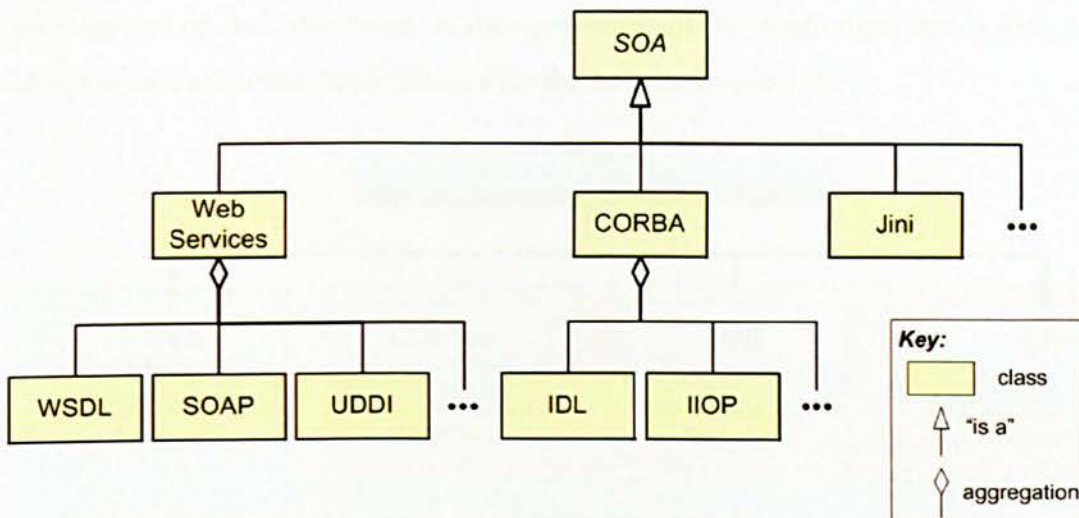 SOA
Web
Services
CORBA
Jini
•••
WSDL
SOAP
UDDI
•••
IDL
IIOP
•••
Key:
class
"is a"
aggregation